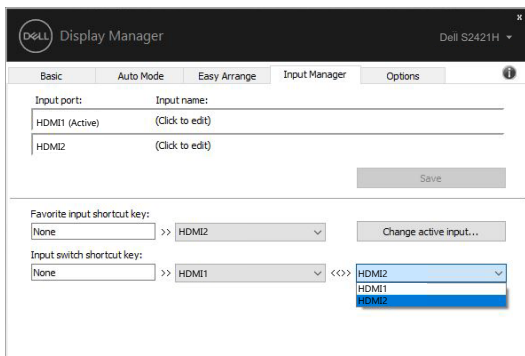 DELL Display Manager
x
Dell S2421H
Basic Auto Mode Easy Arrange Input Manager Options i
Input port: Input name:
HDMI1 (Active) (Click to edit)
HDMI2 (Click to edit)
Save
Favorite input shortcut key:
None >> HDMI2 Change active input...
Input switch shortcut key:
None >> HDMI1 <<>> HDMI2
HDMI1
HDMI2